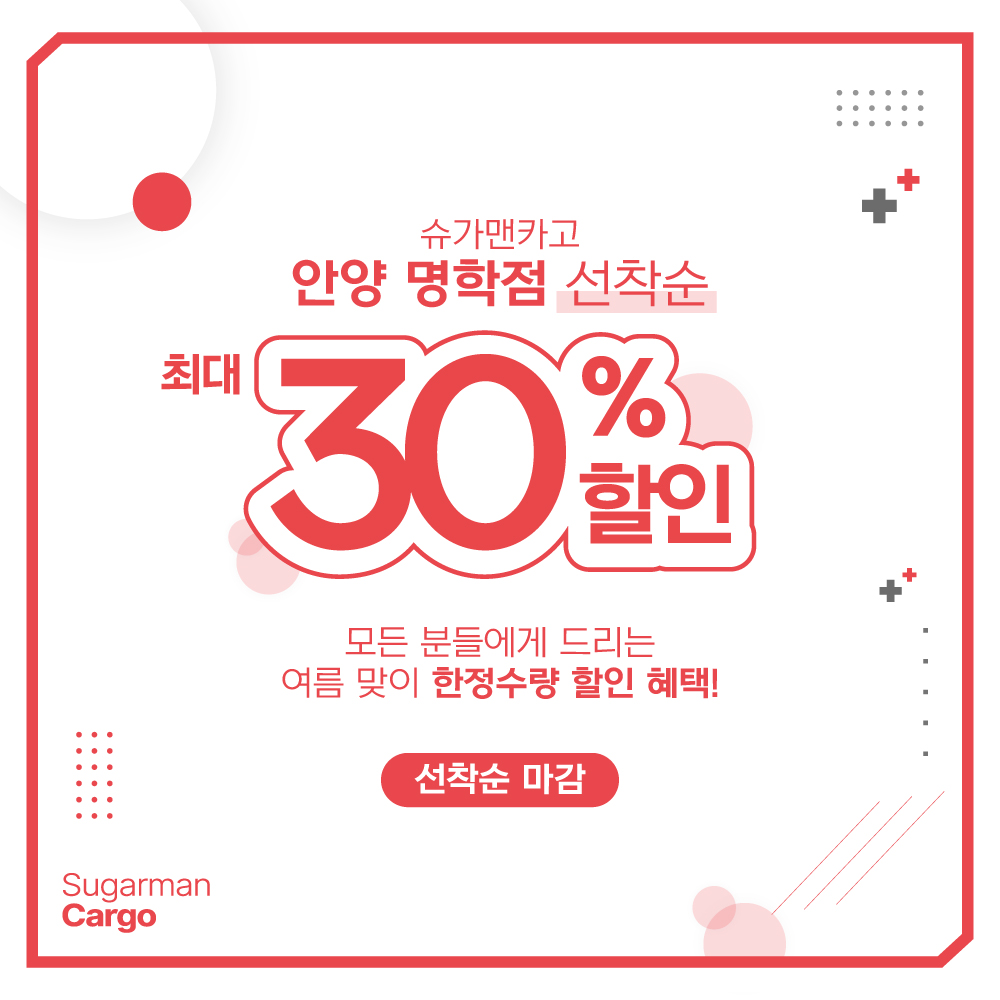 슈가맨카고
안양 명학점 선착순
최대 30% 할인
모든 분들에게 드리는
여름 맞이 한정수량 할인 혜택!
선착순 마감
Sugarman
Cargo